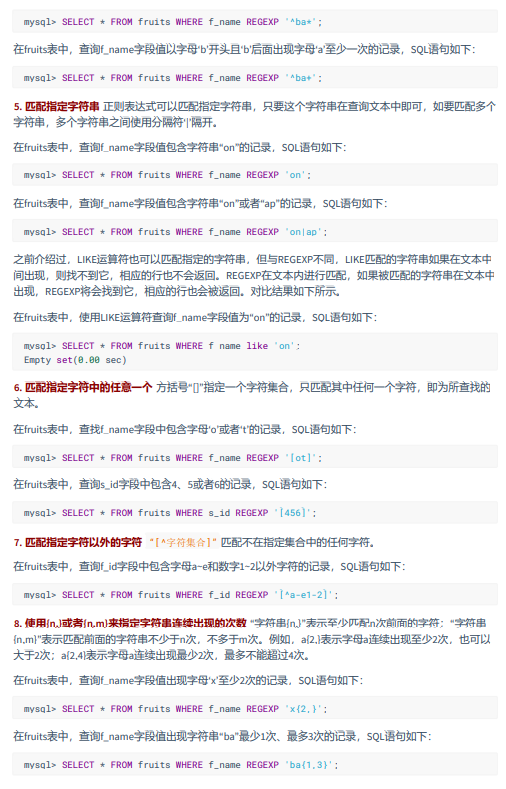 mysql> SELECT * FROM fruits WHERE f_name REGEXP '^ba*';
在fruits表中，查询f_name字段值以字母‘b’开头且‘b’后面出现字母‘a’至少一次的记录，SQL语句如下：
mysql> SELECT * FROM fruits WHERE f_name REGEXP '^ba+';
5. 匹配指定字符串 正则表达式可以匹配指定字符串，只要这个字符串在查询文本中即可，如要匹配多个
字符串，多个字符串之间使用分隔符‘|’隔开。
在fruits表中，查询f_name字段值包含字符串“on”的记录，SQL语句如下：
mysql> SELECT * FROM fruits WHERE f_name REGEXP 'on';
在fruits表中，查询f_name字段值包含字符串“on”或者“ap”的记录，SQL语句如下：
mysql> SELECT * FROM fruits WHERE f_name REGEXP 'on|ap';
之前介绍过，LIKE运算符也可以匹配指定的字符串，但与REGEXP不同，LIKE匹配的字符串如果在文本中
间出现，则找不到它，相应的行也不会返回。REGEXP在文本内进行匹配，如果被匹配的字符串在文本中
出现，REGEXP将会找到它，相应的行也会被返回。对比结果如下所示。
在fruits表中，使用LIKE运算符查询f_name字段值为“on”的记录，SQL语句如下：
mysql> SELECT * FROM fruits WHERE f_name like 'on';
Empty set(0.00 sec)
6. 匹配指定字符中的任意一个 方括号“[]”指定一个字符集合，只匹配其中任何一个字符，即为所查找的
文本。
在fruits表中，查找f_name字段中包含字母‘o’或者‘t’的记录，SQL语句如下：
mysql> SELECT * FROM fruits WHERE f_name REGEXP '[ot]';
在fruits表中，查询s_id字段中包含4、5或者6的记录，SQL语句如下：
mysql> SELECT * FROM fruits WHERE s_id REGEXP '[456]';
7. 匹配指定字符以外的字符 “[^字符集合]” 匹配不在指定集合中的任何字符。
在fruits表中，查询f_id字段中包含字母a~e和数字1~2以外字符的记录，SQL语句如下：
mysql> SELECT * FROM fruits WHERE f_id REGEXP '[^a-e1-2]';
8. 使用{n,}或者{n,m}来指定字符串连续出现的次数 “字符串{n,}”表示至少匹配n次前面的字符；“字符串
{n,m}”表示匹配前面的字符串不少于n次，不多于m次。例如，a{2,}表示字母a连续出现至少2次，也可以
大于2次；a{2,4}表示字母a连续出现最少2次，最多不能超过4次。
在fruits表中，查询f_name字段值出现字母‘x’至少2次的记录，SQL语句如下：
mysql> SELECT * FROM fruits WHERE f_name REGEXP 'x{2,}';
在fruits表中，查询f_name字段值出现字符串“ba”最少1次、最多3次的记录，SQL语句如下：
mysql> SELECT * FROM fruits WHERE f_name REGEXP 'ba{1,3}';